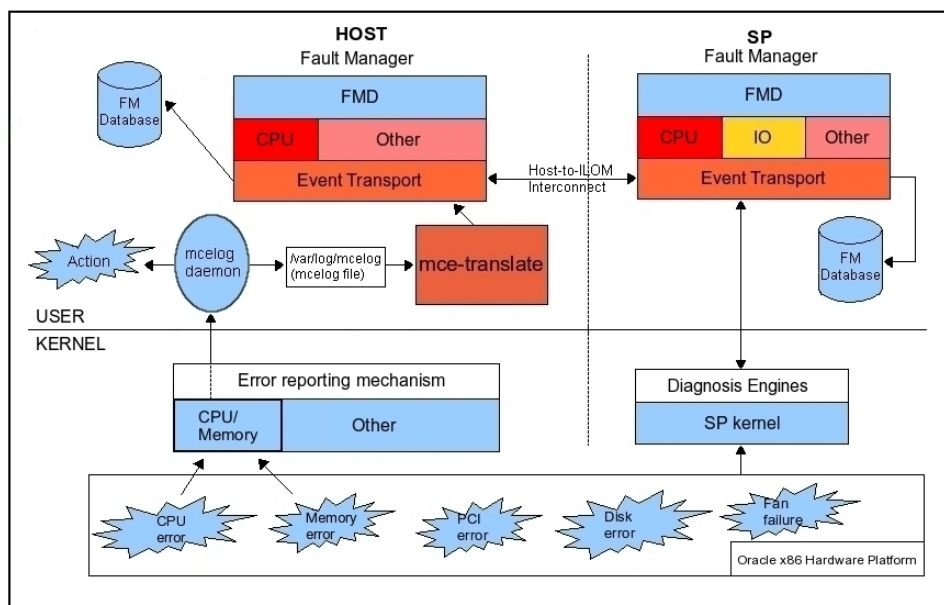 HOST
Fault Manager
SP
Fault Manager
FM
Database
FMD
CPU
Other
Event Transport
Host-to-ILOM
Interconnect
FMD
CPU
IO
Other
Event Transport
Action
mcelog
daemon
/var/log/mcelog
(mcelog file)
mce-translate
FM
Database
USER
KERNEL
Error reporting mechanism
CPU/
Memory
Other
Diagnosis Engines
SP kernel
CPU
error
Memory
error
PCI
error
Disk
error
Fan
failure
Oracle x86 Hardware Platform